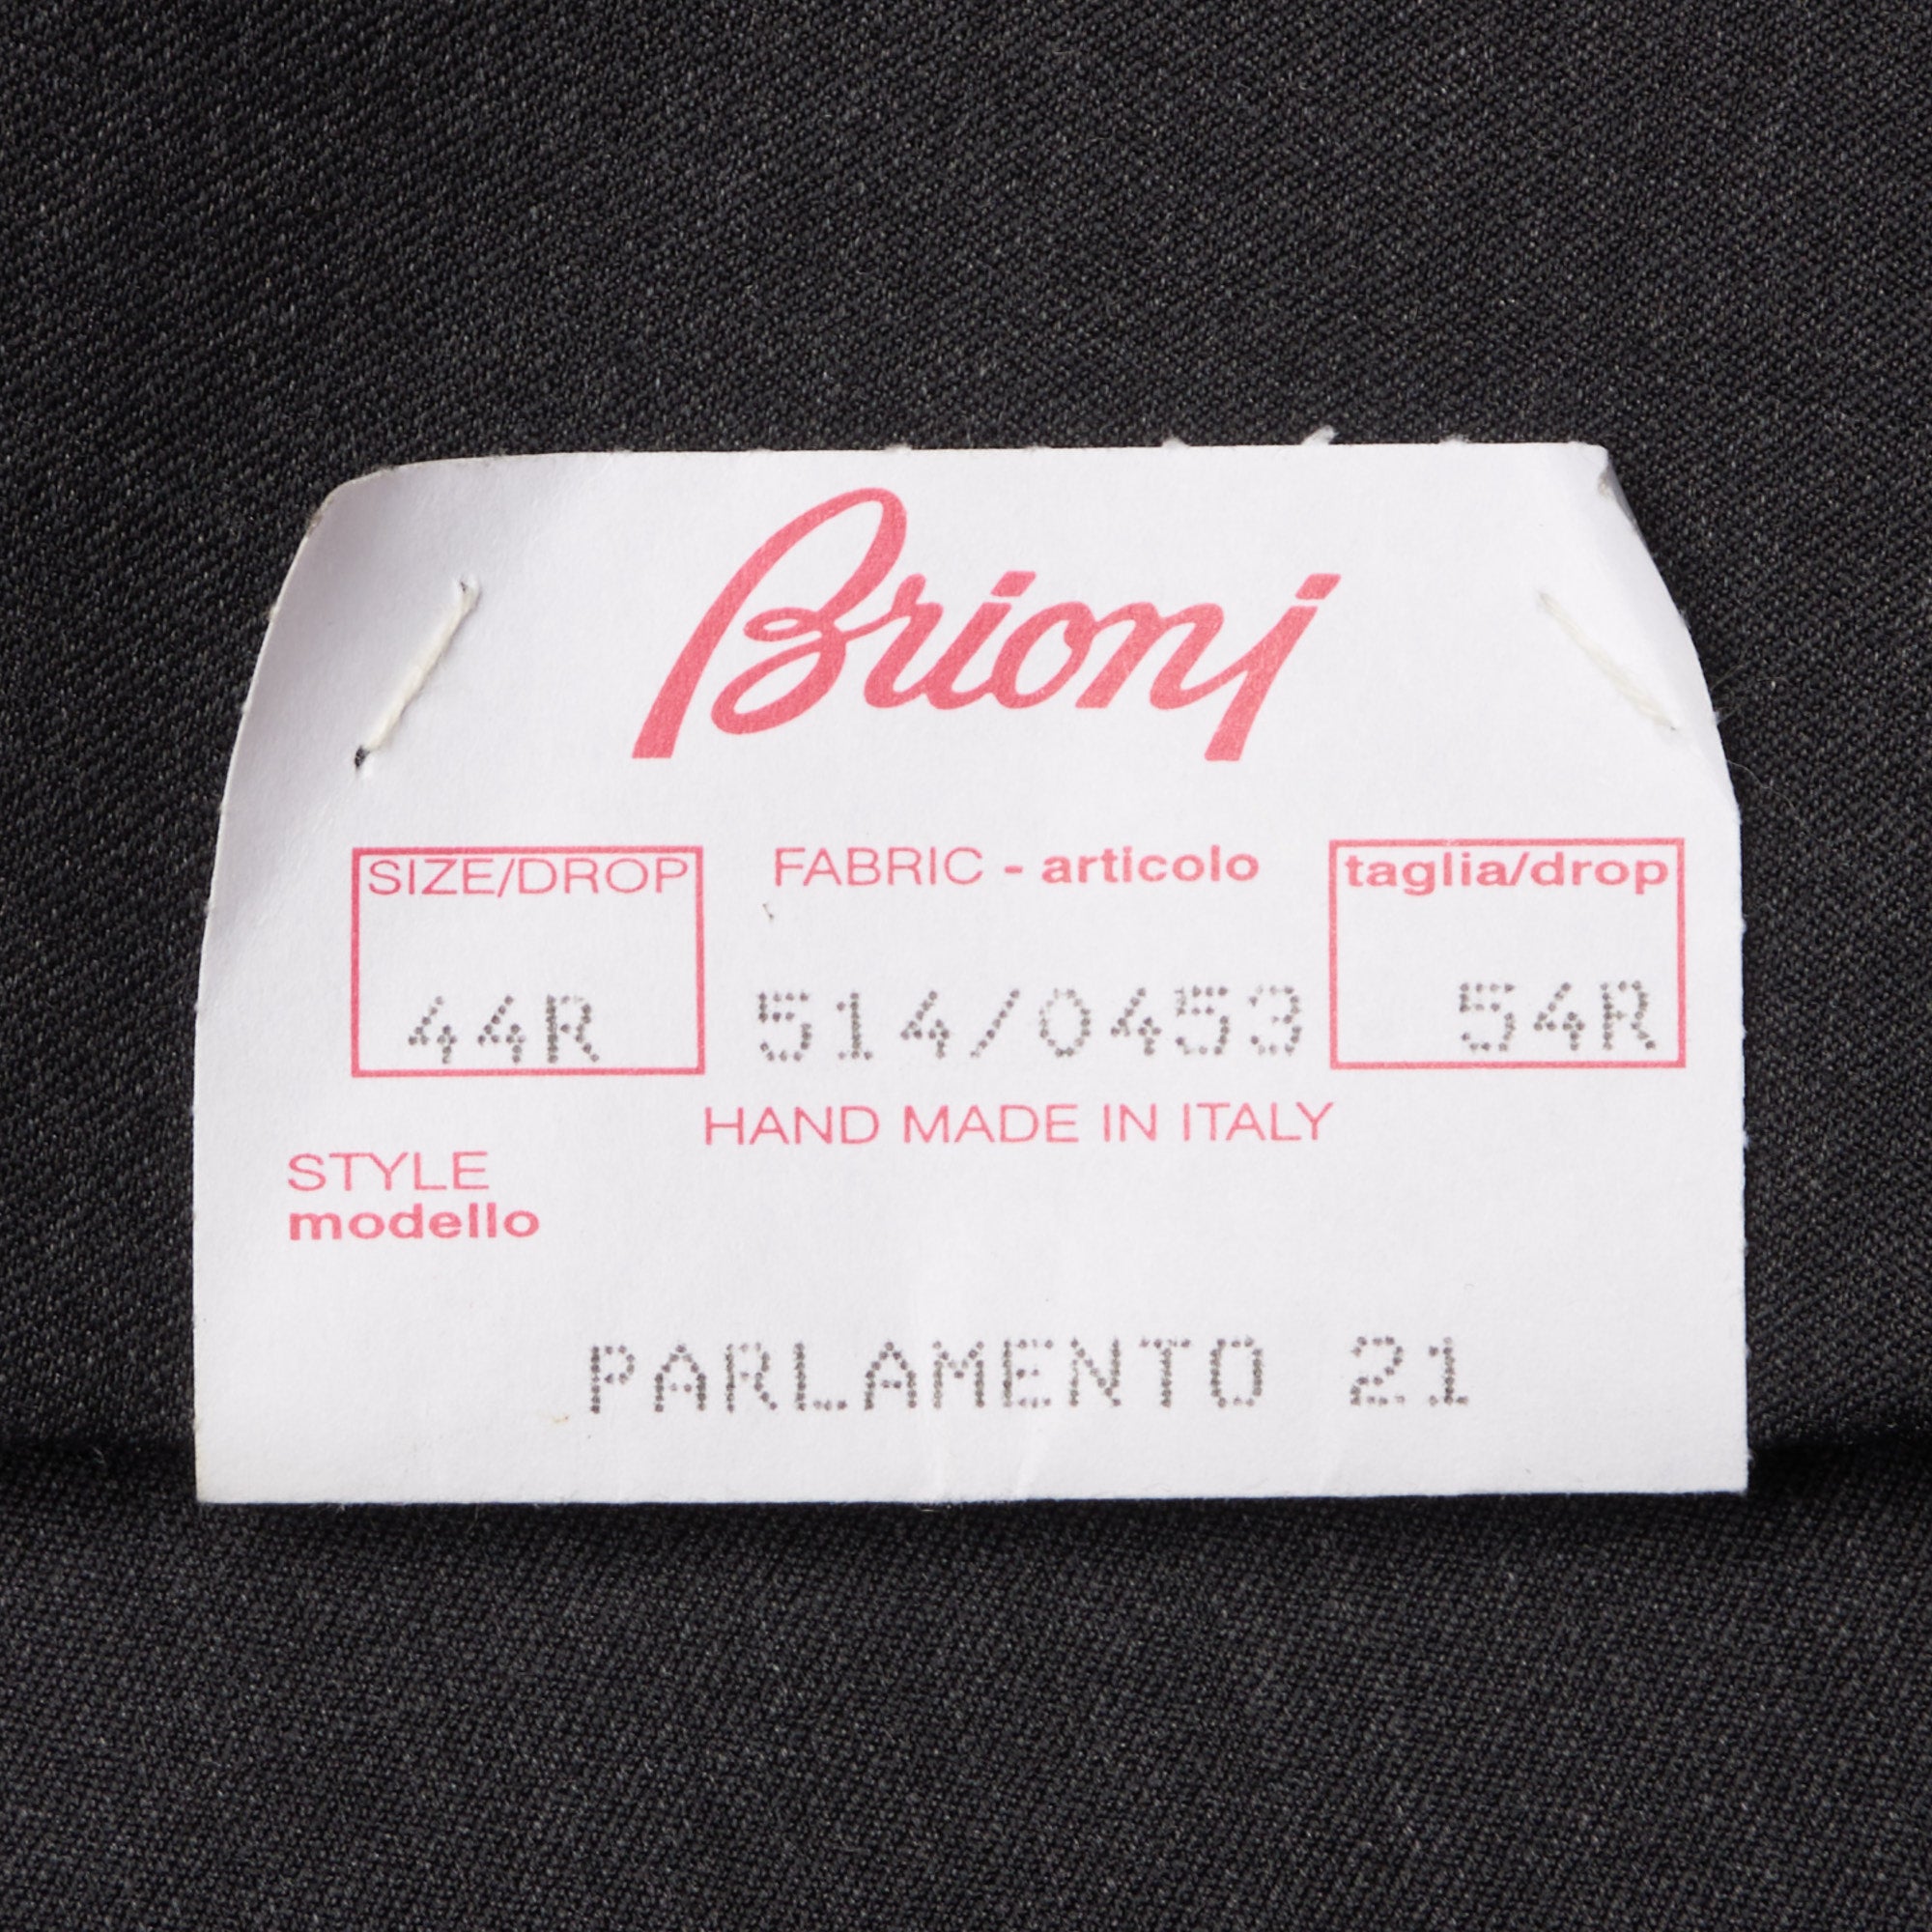 Brioni
SIZE/DROP FABRIC - articolo taglia/drop
44R 514/0453 54R
HAND MADE IN ITALY
STYLE
modello
PARLAMENTO 21